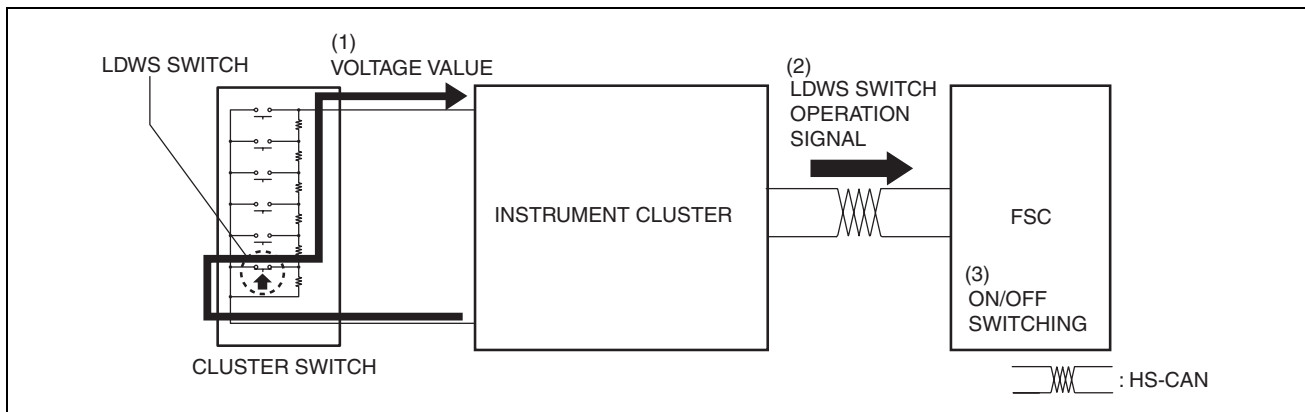 (1)
VOLTAGE VALUE
LDWS SWITCH
(2)
LDWS SWITCH
OPERATION
SIGNAL
INSTRUMENT CLUSTER
FSC
(3)
ON/OFF
SWITCHING
CLUSTER SWITCH
: HS-CAN